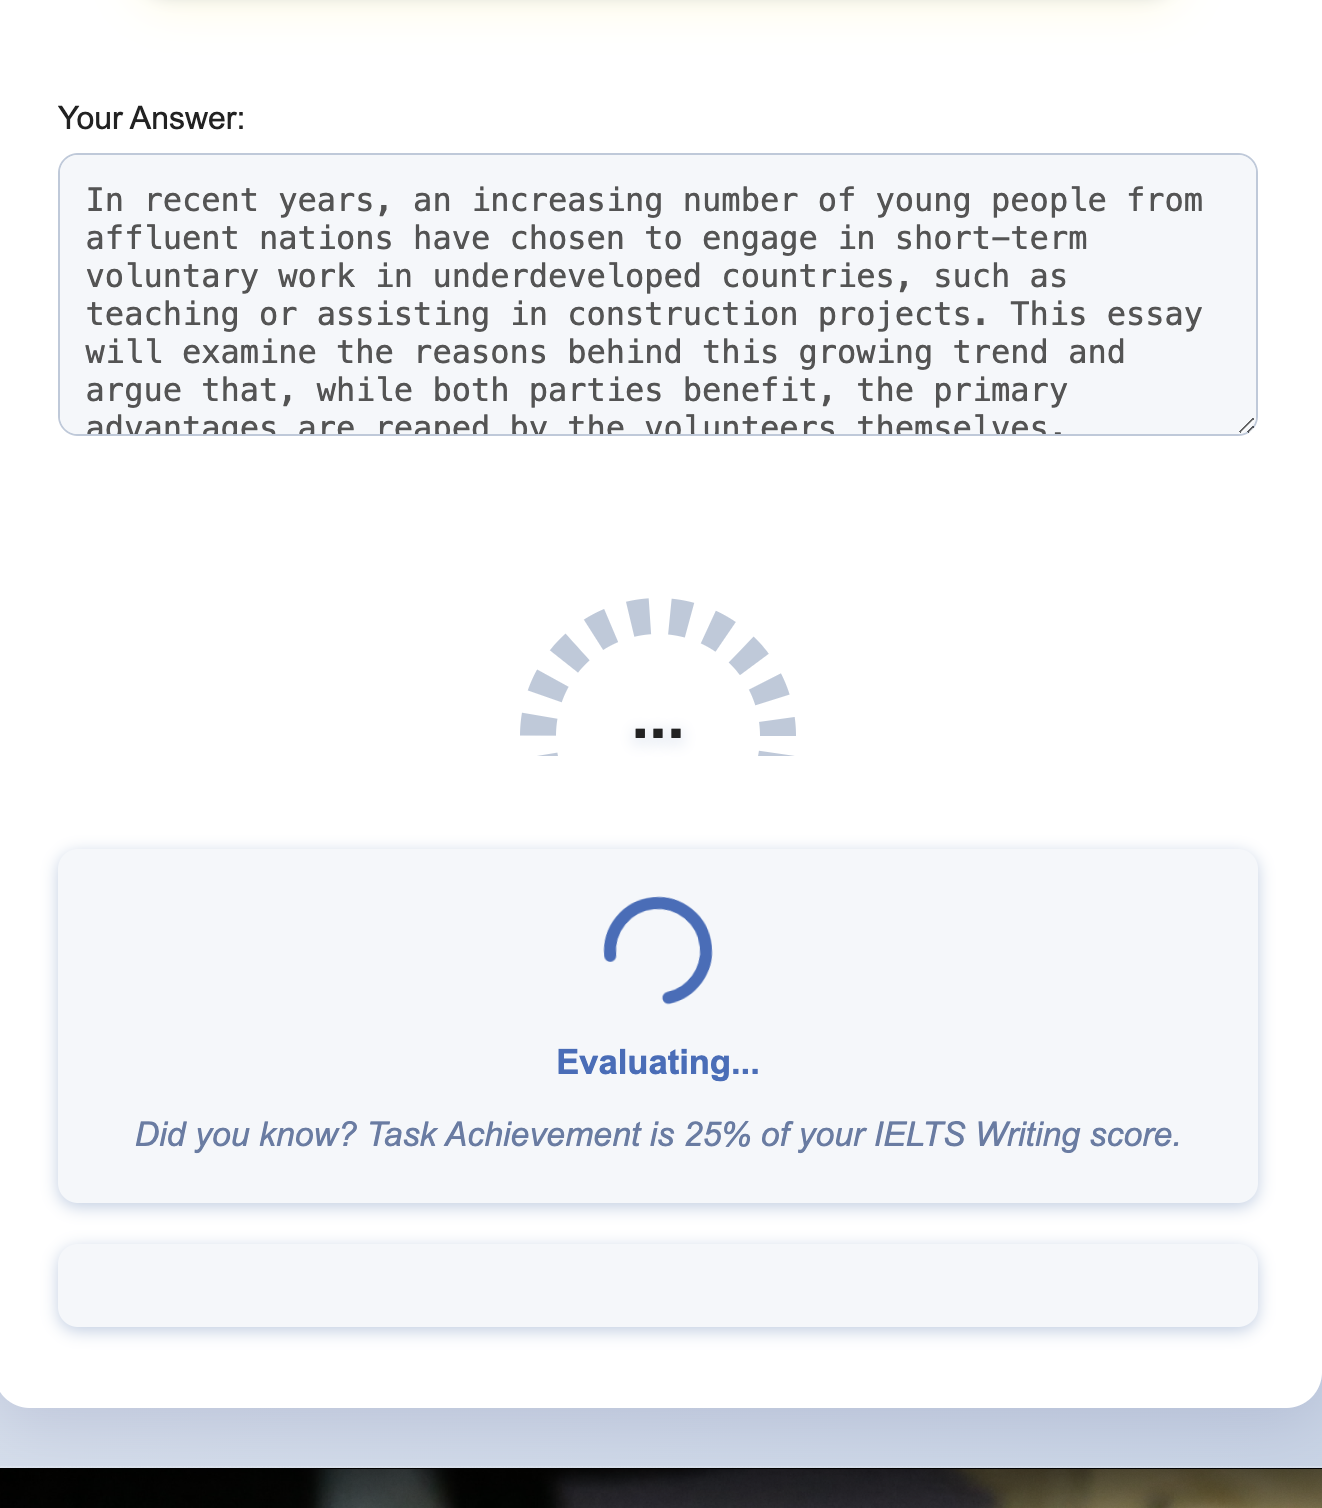 Your Answer:
In recent years, an increasing number of young people from
affluent nations have chosen to engage in short-term
voluntary work in underdeveloped countries, such as
teaching or assisting in construction projects. This essay
will examine the reasons behind this growing trend and
argue that, while both parties benefit, the primary
advantages are reaped by the volunteers themselves.
...
Evaluating...
Did you know? Task Achievement is 25% of your IELTS Writing score.